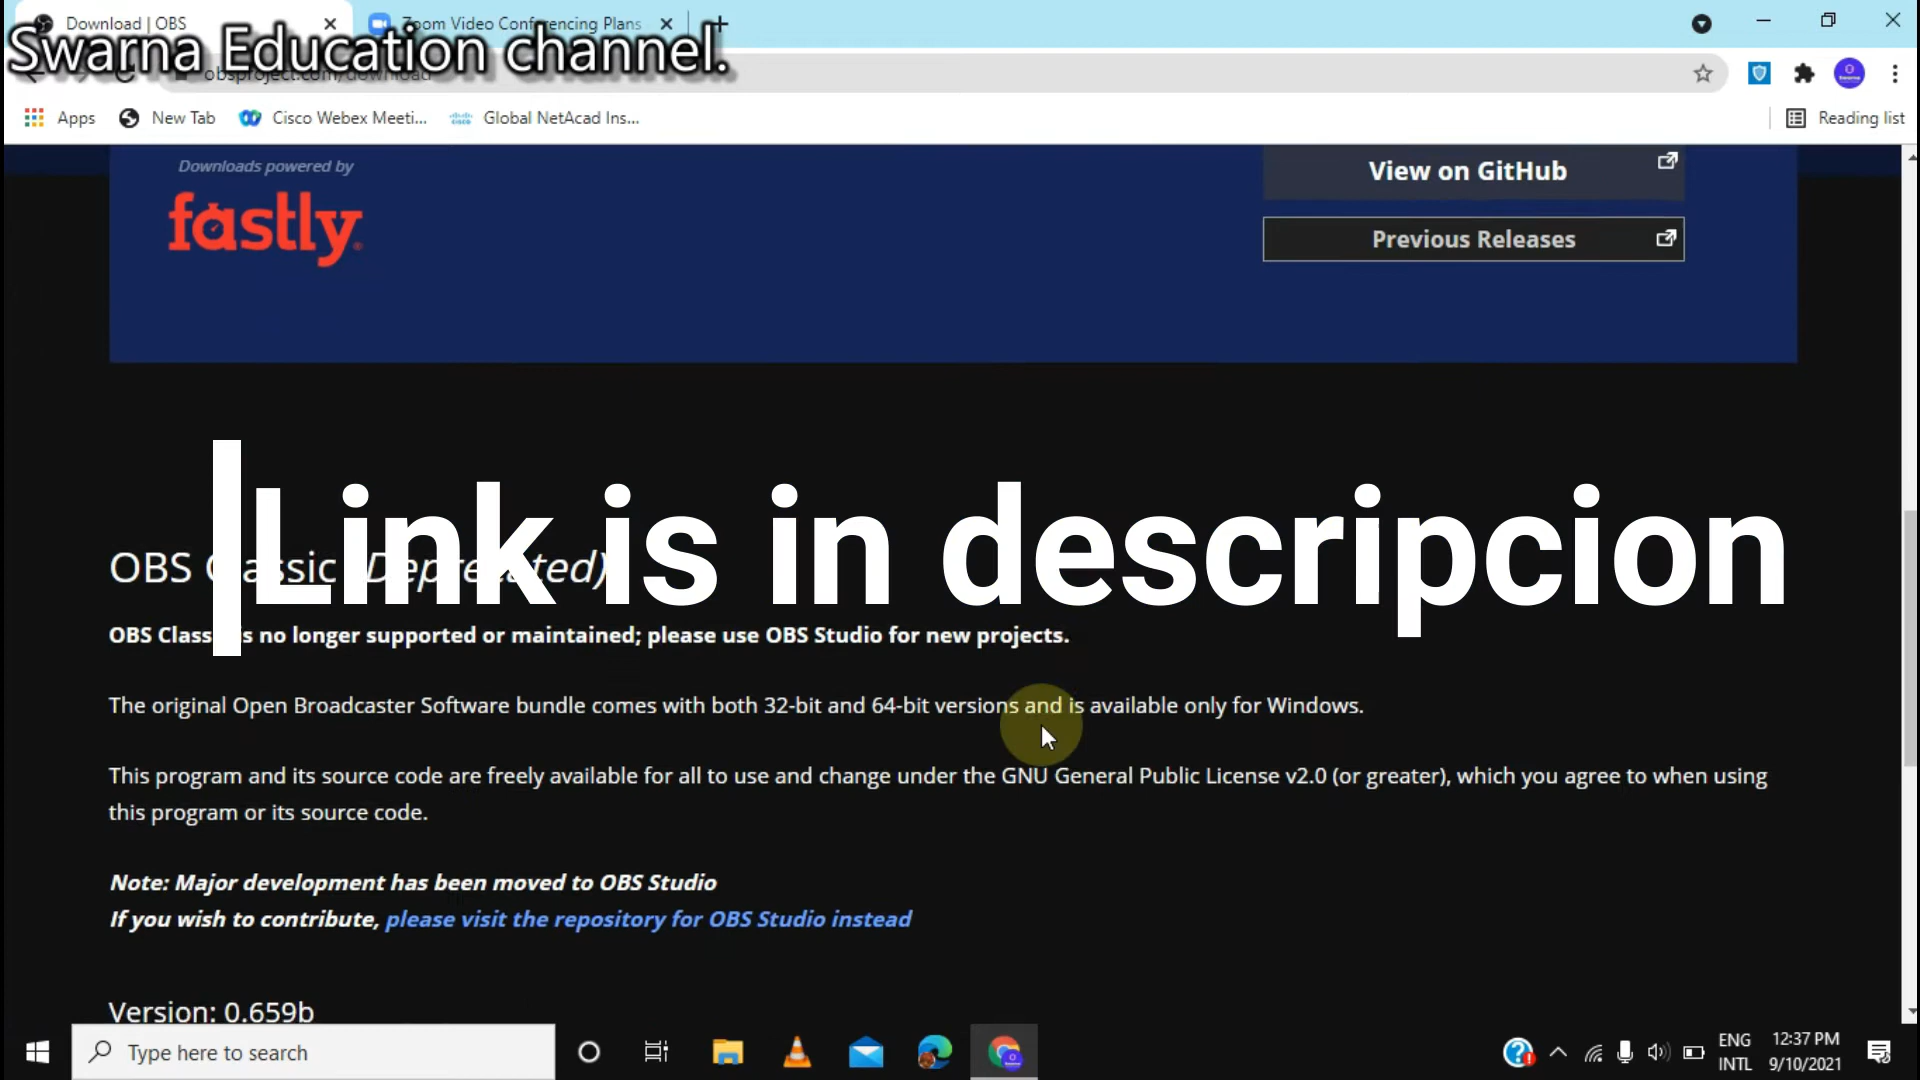 Download | OBS
Zoom Video Conferencing Plans
Swarna Education channel.
obsproject.com/download
Apps
New Tab
Cisco Webex Meeti...
Global NetAcad Ins...
Reading list
Downloads powered by
fastly
View on GitHub
Previous Releases
Link is in descripcion
OBS Classic (Deprecated)
OBS Classic is no longer supported or maintained; please use OBS Studio for new projects.
The original Open Broadcaster Software bundle comes with both 32-bit and 64-bit versions and is available only for Windows.
This program and its source code are freely available for all to use and change under the GNU General Public License v2.0 (or greater), which you agree to when using
this program or its source code.
Note: Major development has been moved to OBS Studio
If you wish to contribute, please visit the repository for OBS Studio instead
Version: 0.659b
Type here to search
ENG
INTL
12:37 PM
9/10/2021